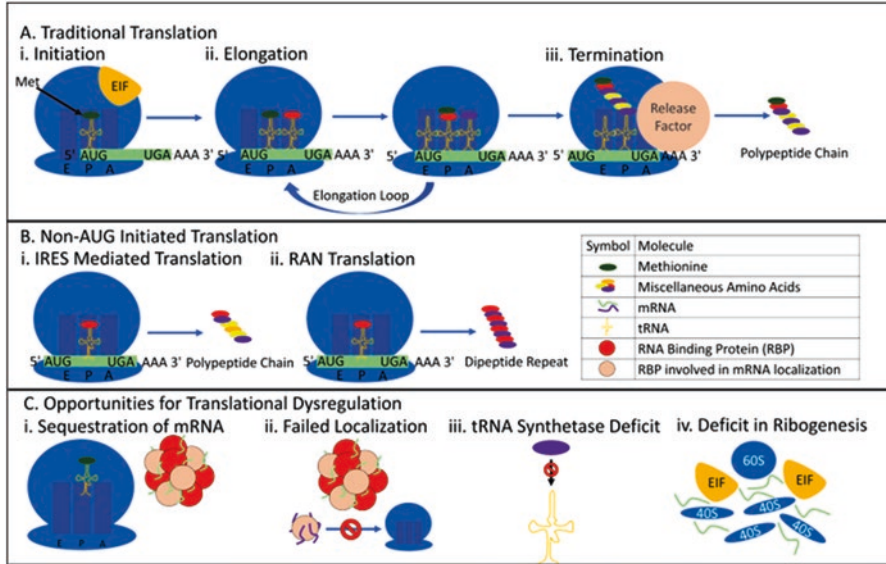 A. Traditional Translation
i. Initiation
ii. Elongation
iii. Termination
EIF
Met
Release
Factor
5' AUG UGA AAA 3'
E P A
5' AUG UGA AAA 3'
E P A
5' AUG UGA AAA 3'
E P A
5' AUG UGA AAA 3'
E P A
Polypeptide Chain
Elongation Loop
B. Non-AUG Initiated Translation
i. IRES Mediated Translation
ii. RAN Translation
5' AUG UGA AAA 3'
E P A
Polypeptide Chain
5' AUG UGA AAA 3'
E P A
Dipeptide Repeat
Symbol Molecule
Methionine
Miscellaneous Amino Acids
mRNA
tRNA
RNA Binding Protein (RBP)
RBP involved in mRNA localization
C. Opportunities for Translational Dysregulation
i. Sequestration of mRNA
ii. Failed Localization
iii. tRNA Synthetase Deficit
iv. Deficit in Ribogenesis
E P A
60S
EIF
EIF
40S
40S
40S
40S
40S